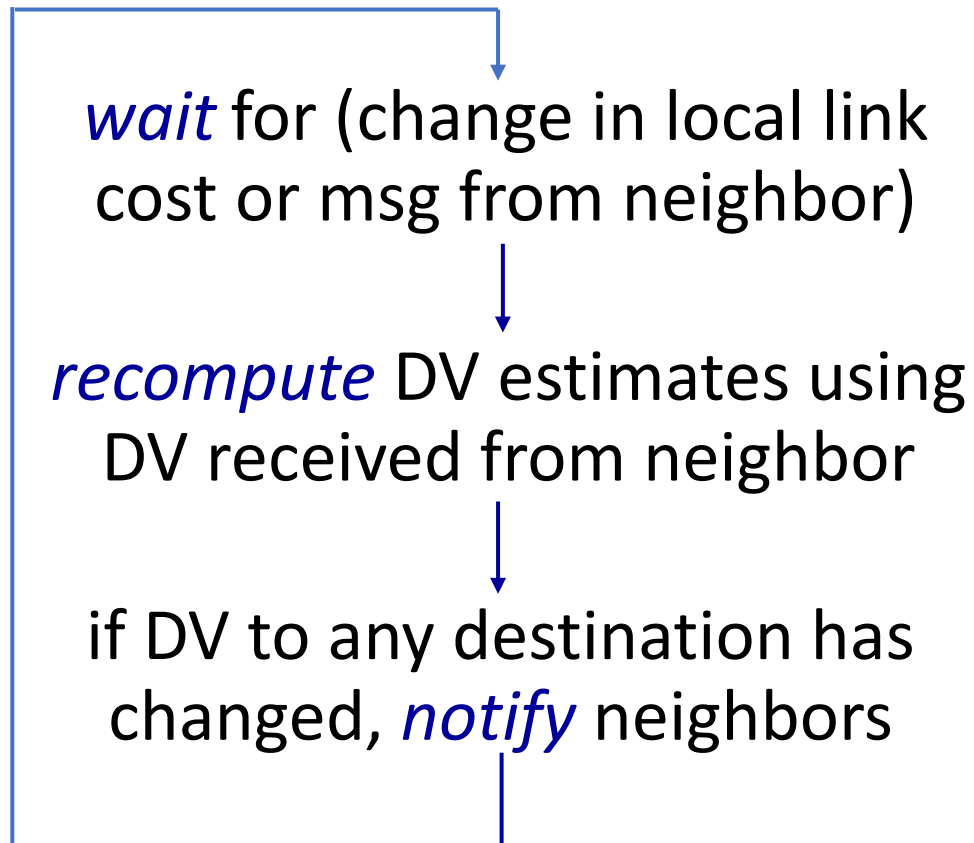 wait for (change in local link
cost or msg from neighbor)
recompute DV estimates using
DV received from neighbor
if DV to any destination has
changed, notify neighbors